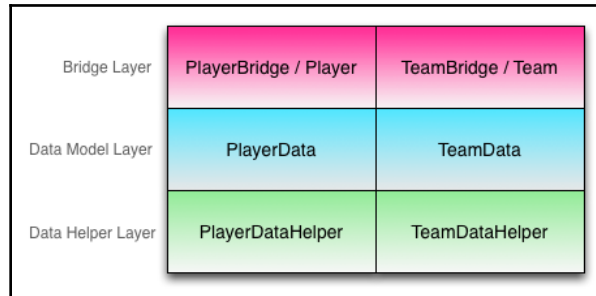 Bridge Layer PlayerBridge / Player TeamBridge / Team
Data Model Layer PlayerData TeamData
Data Helper Layer PlayerDataHelper TeamDataHelper